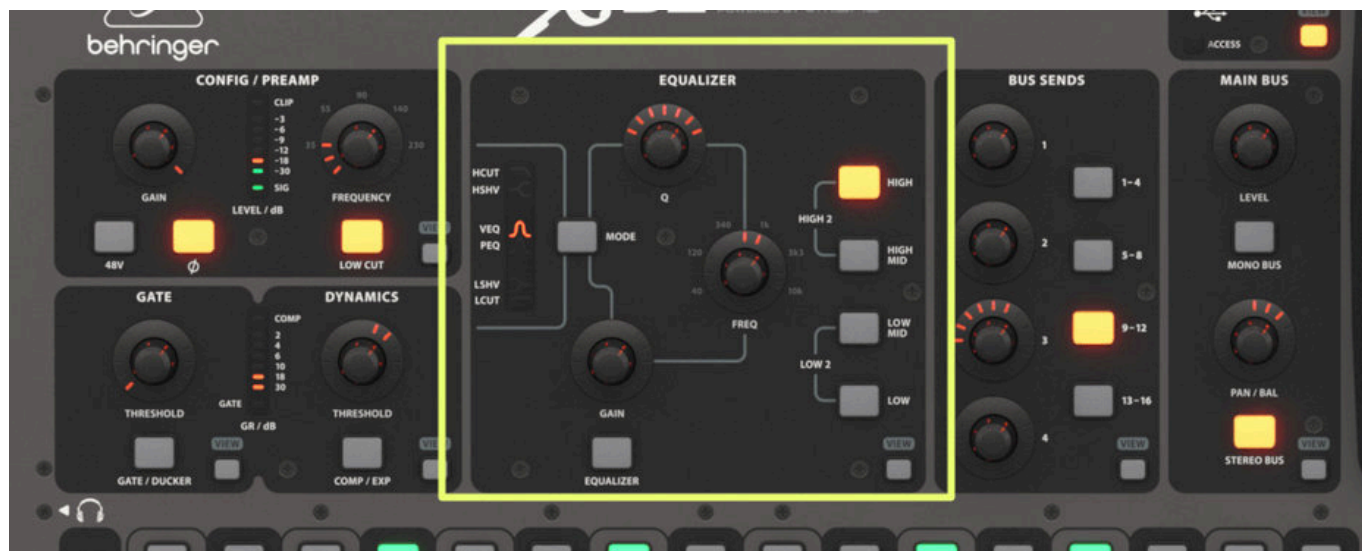 behringer
CONFIG / PREAMP
CLIP
-3
-6
-9
-12
-18
-30
SIG
LEVEL / dB
GAIN
35
55
90
140
230
FREQUENCY
48V
Ø
LOW CUT
VIEW
GATE
DYNAMICS
COMP
2
4
6
10
18
30
GATE
GR / dB
THRESHOLD
THRESHOLD
VIEW
VIEW
GATE / DUCKER
COMP / EXP
EQUALIZER
HCUT
HSHV
VEQ
PEQ
LSHV
LCUT
MODE
Q
40
120
340
1k
3k3
10k
FREQ
GAIN
EQUALIZER
HIGH
HIGH 2
HIGH MID
LOW MID
LOW 2
LOW
VIEW
BUS SENDS
1
2
3
4
1-4
5-8
9-12
13-16
VIEW
ACCESS
VIEW
MAIN BUS
LEVEL
MONO BUS
PAN / BAL
STEREO BUS
VIEW